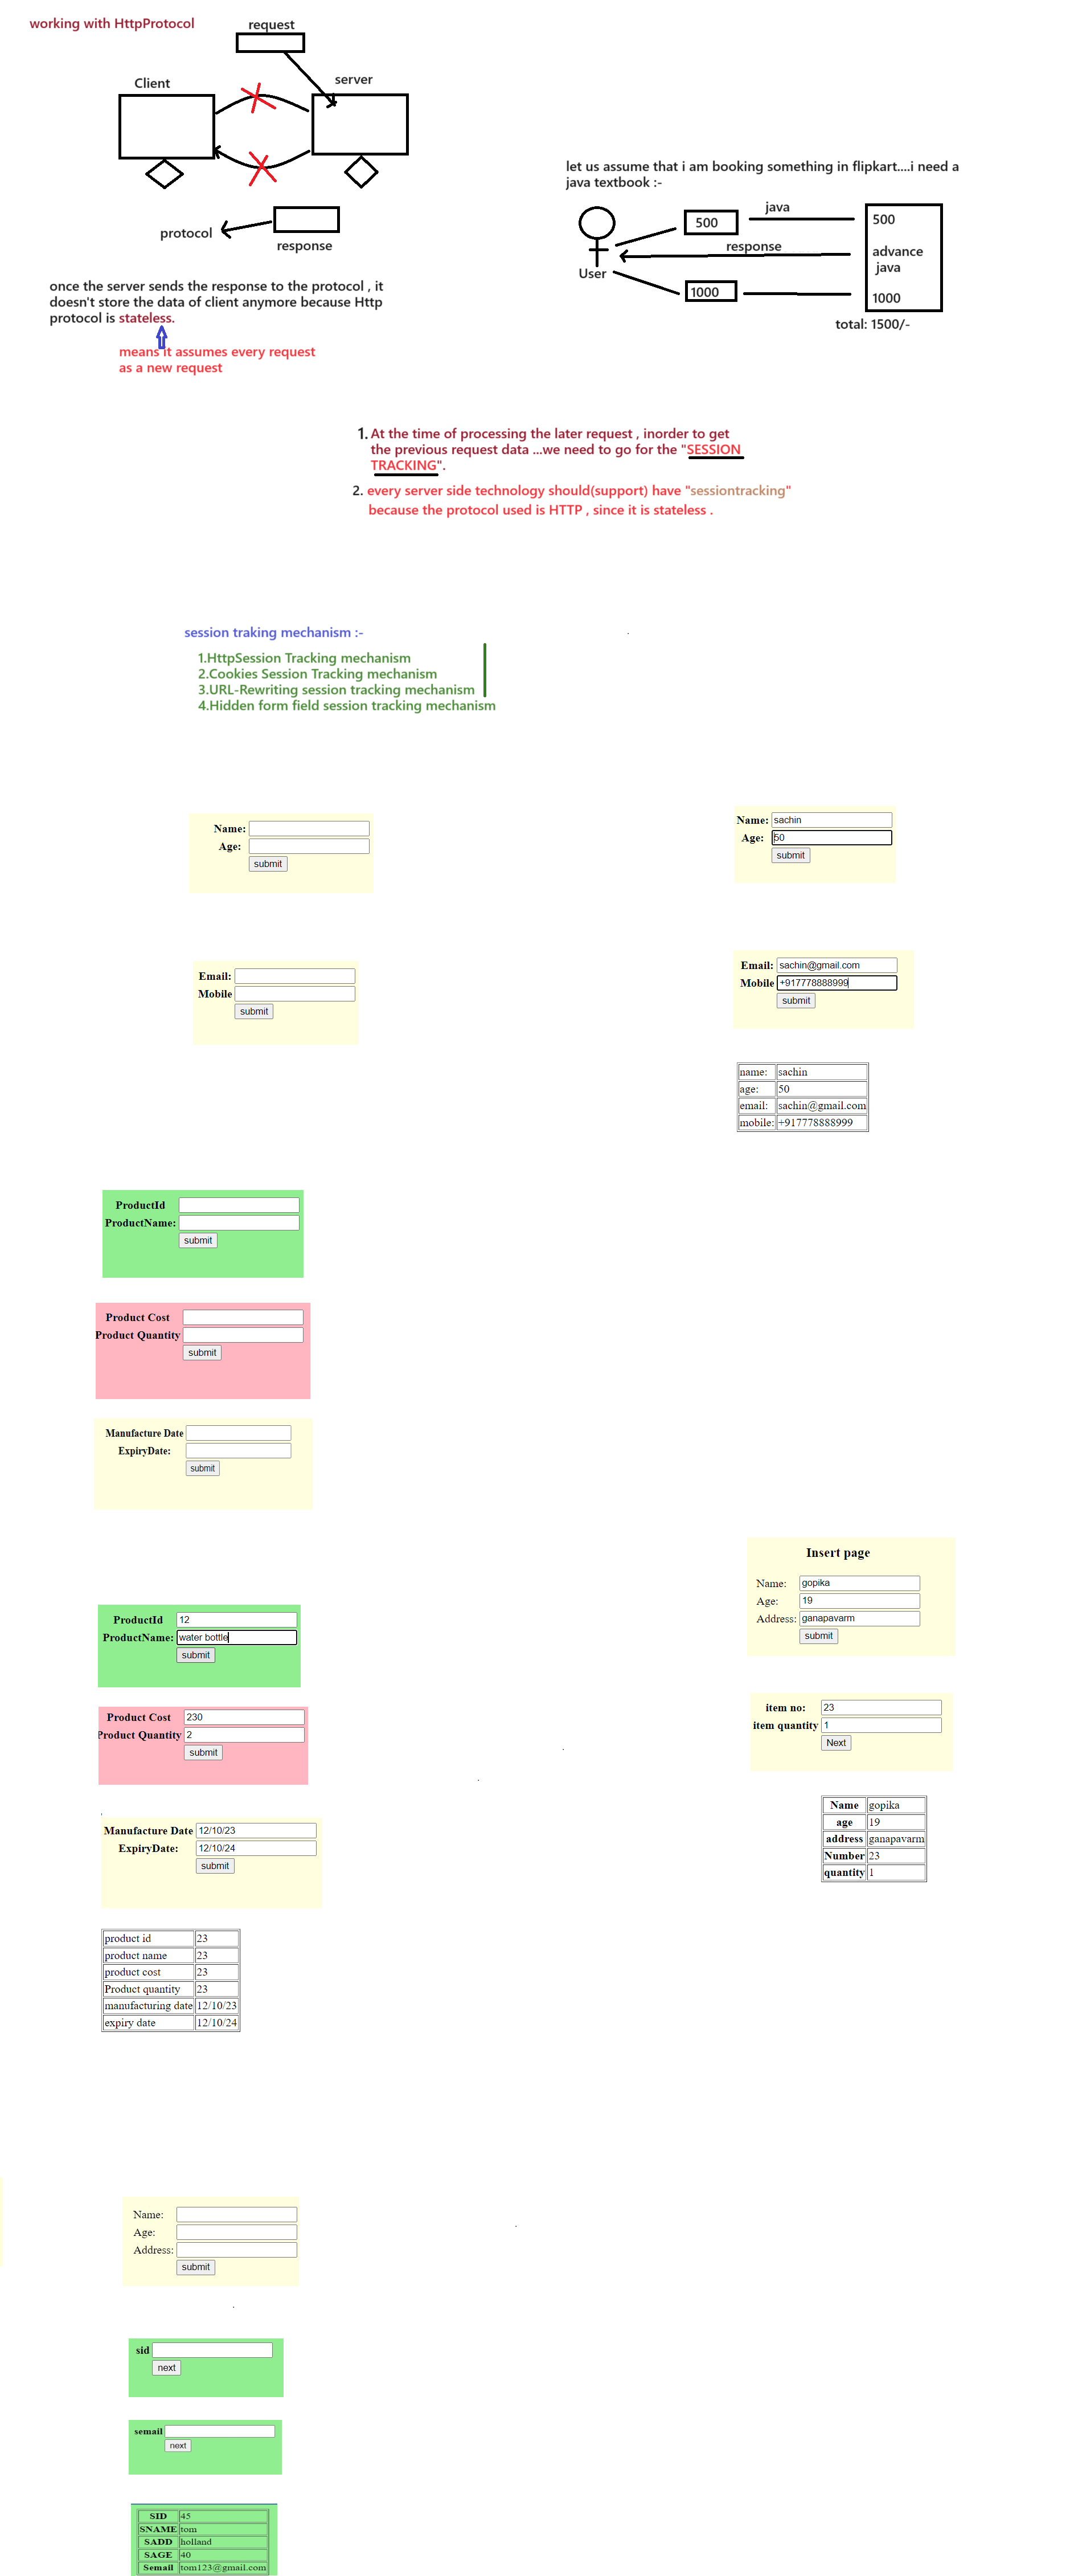 working with HttpProtocol
request
Client
server
protocol
response
once the server sends the response to the protocol , it
doesn't store the data of client anymore because Http
protocol is stateless.
means it assumes every request
as a new request
let us assume that i am booking something in flipkart....i need a
java textbook :-
java
500
500
response
advance
java
User
1000
1000
total: 1500/-
1. At the time of processing the later request , inorder to get
the previous request data ...we need to go for the "SESSION
TRACKING".
2. every server side technology should(support) have "sessiontracking"
because the protocol used is HTTP , since it is stateless .
session traking mechanism :-
1.HttpSession Tracking mechanism
2.Cookies Session Tracking mechanism
3.URL-Rewriting session tracking mechanism
4.Hidden form field session tracking mechanism
Name:
Age:
submit
Name: sachin
Age: 50
submit
Email:
Mobile
submit
Email: sachin@gmail.com
Mobile +917778888999
submit
name: sachin
age: 50
email: sachin@gmail.com
mobile: +917778888999
ProductId
ProductName:
submit
Product Cost
Product Quantity
submit
Manufacture Date
ExpiryDate:
submit
Insert page
Name: gopika
Age: 19
Address: ganapavarm
submit
ProductId 12
ProductName: water bottle
submit
item no: 23
item quantity 1
Next
Product Cost 230
Product Quantity 2
submit
Name gopika
age 19
address ganapavarm
Number 23
quantity 1
Manufacture Date 12/10/23
ExpiryDate: 12/10/24
submit
product id 23
product name 23
product cost 23
Product quantity 23
manufacturing date 12/10/23
expiry date 12/10/24
Name:
Age:
Address:
submit
sid
next
semail
next
SID 45
SNAME tom
SADD holland
SAGE 40
Semail tom123@gmail.com